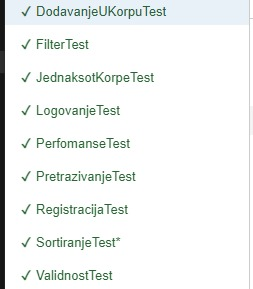 ✓ DodavanjeUKorpuTest
✓ FilterTest
✓ JednaksotKorpeTest
✓ LogovanjeTest
✓ PerfomanseTest
✓ PretrazivanjeTest
✓ RegistracijaTest
✓ SortiranjeTest*
✓ ValidnostTest